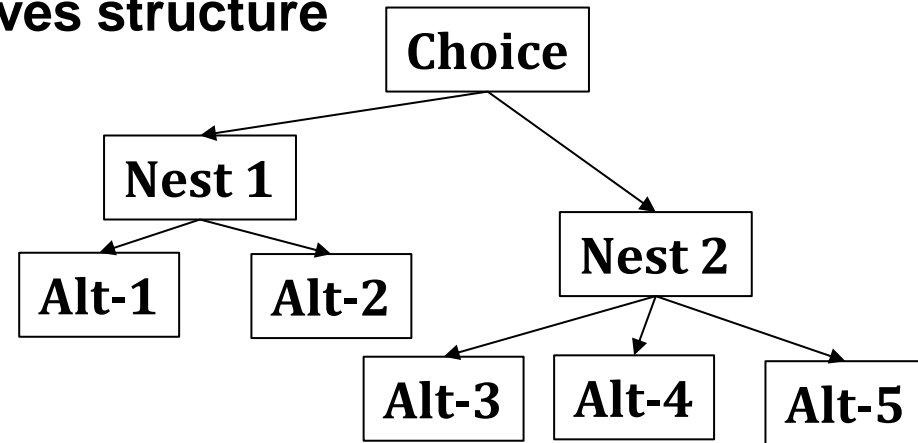 ves structure
Choice
Nest 1
Nest 2
Alt-1
Alt-2
Alt-3
Alt-4
Alt-5